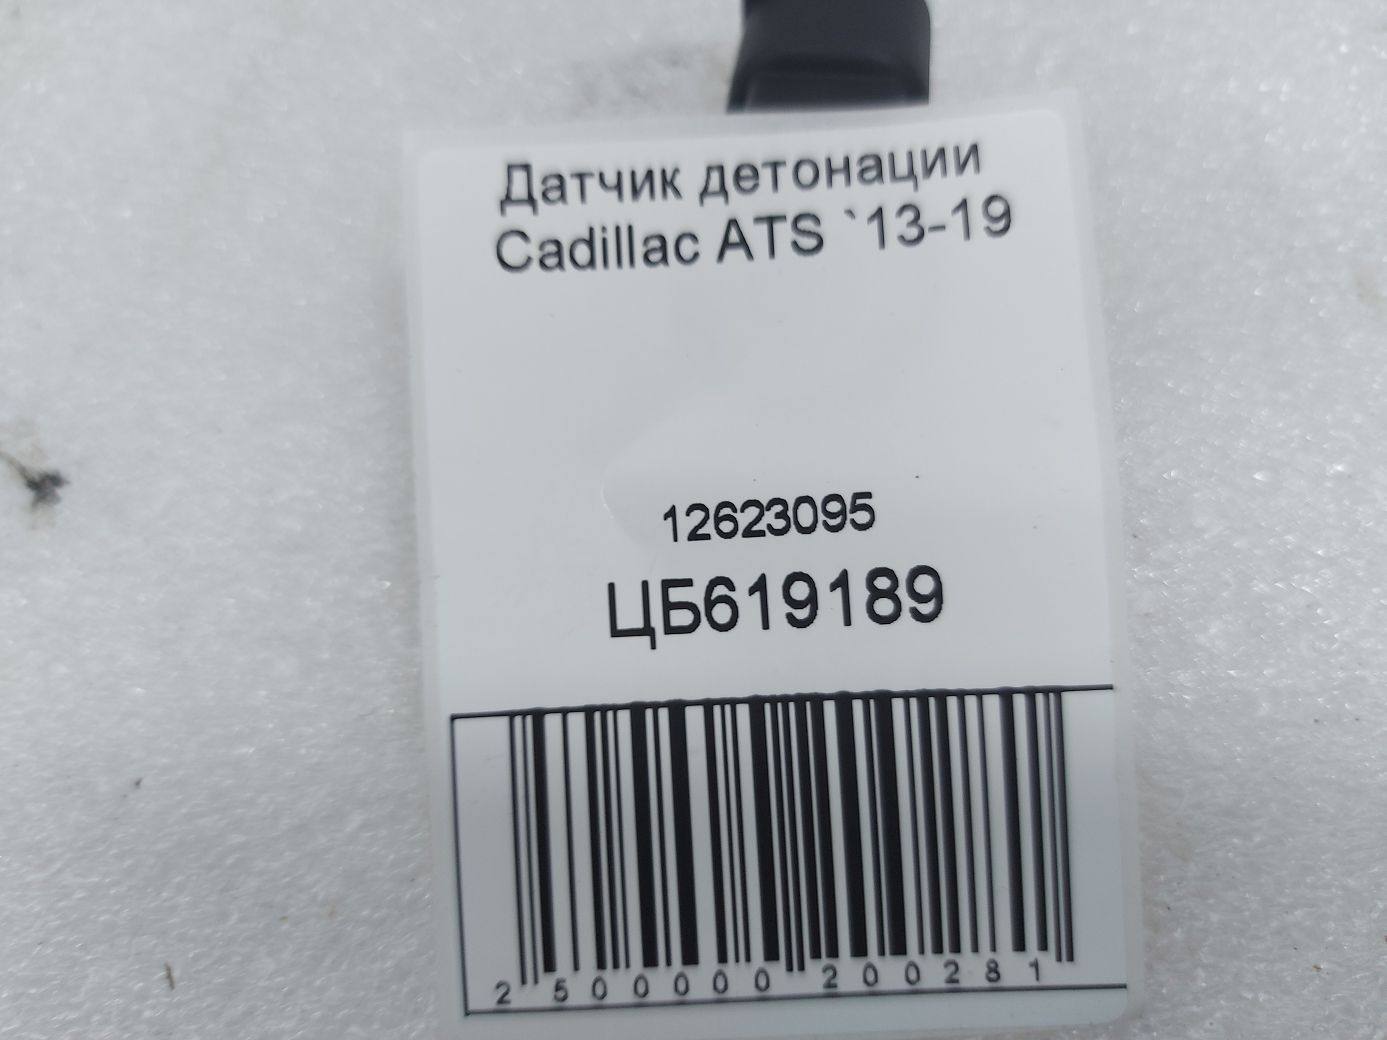 Датчик детонации
Cadillac ATS `13-19
12623095
ЦБ619189
2 500000 200281